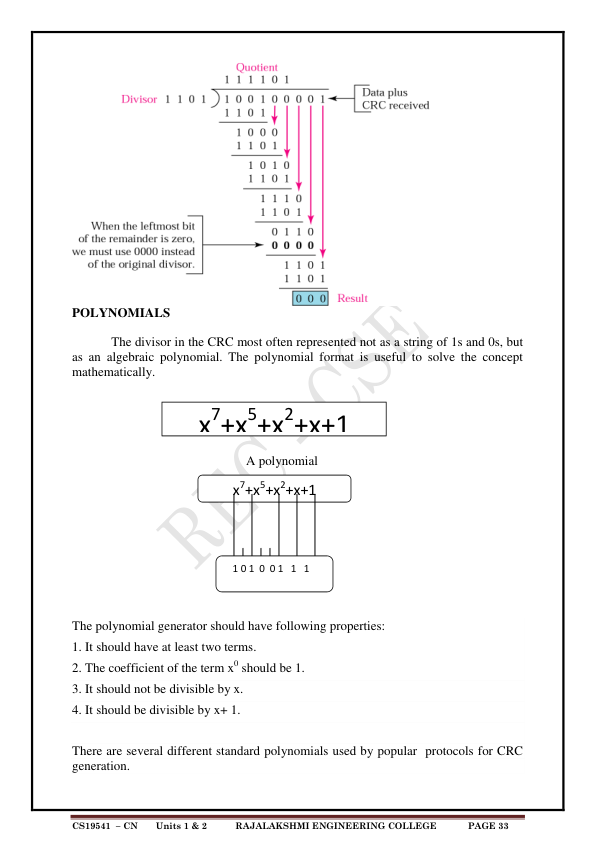 Quotient
1 1 1 1 0 1
Divisor 1 1 0 1 ) 1 0 0 1 0 0 0 0 1
Data plus
CRC received
1 1 0 1
1 0 0 0
1 1 0 1
1 0 1 0
1 1 0 1
1 1 1 0
1 1 0 1
When the leftmost bit
of the remainder is zero,
we must use 0000 instead
of the original divisor.
0 1 1 0
0 0 0 0
1 1 0 1
1 1 0 1
0 0 0 Result
POLYNOMIALS
The divisor in the CRC most often represented not as a string of 1s and 0s, but
as an algebraic polynomial. The polynomial format is useful to solve the concept
mathematically.
x⁷+x⁵+x²+x+1
A polynomial
x⁷+x⁵+x²+x+1
1 0 1 0 0 1 1 1
The polynomial generator should have following properties:
1. It should have at least two terms.
2. The coefficient of the term x⁰ should be 1.
3. It should not be divisible by x.
4. It should be divisible by x+ 1.
There are several different standard polynomials used by popular protocols for CRC
generation.
CS19541 – CN Units 1 & 2 RAJALAKSHMI ENGINEERING COLLEGE PAGE 33